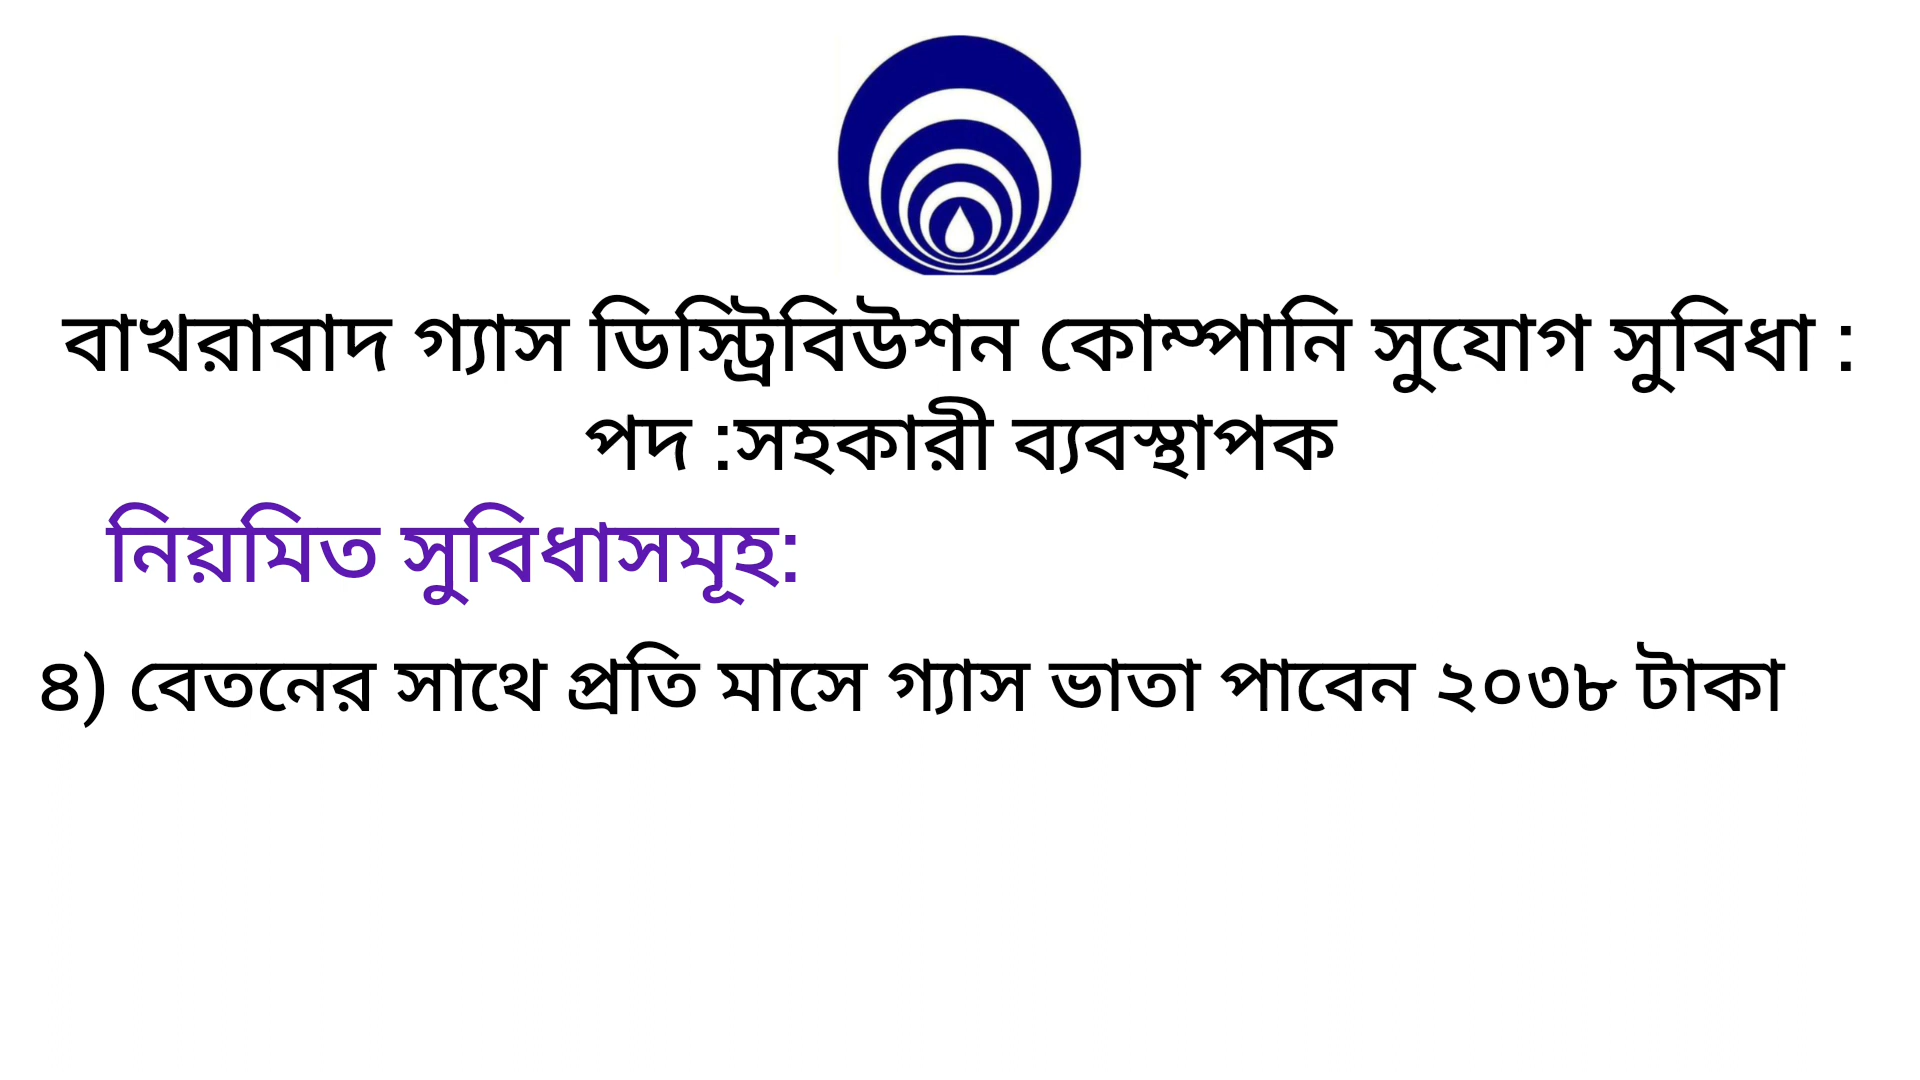 বাখরাবাদ গ্যাস ডিস্ট্রিবিউশন কোম্পানি সুযোগ সুবিধা :
পদ :সহকারী ব্যবস্থাপক
নিয়মিত সুবিধাসমূহ:
৪) বেতনের সাথে প্রতি মাসে গ্যাস ভাতা পাবেন ২০৩৮ টাকা